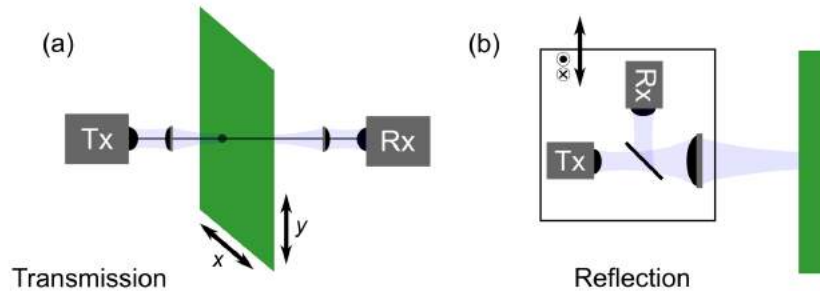 (a)
Tx
Rx
x
y
Transmission
(b)
Rx
Tx
Reflection